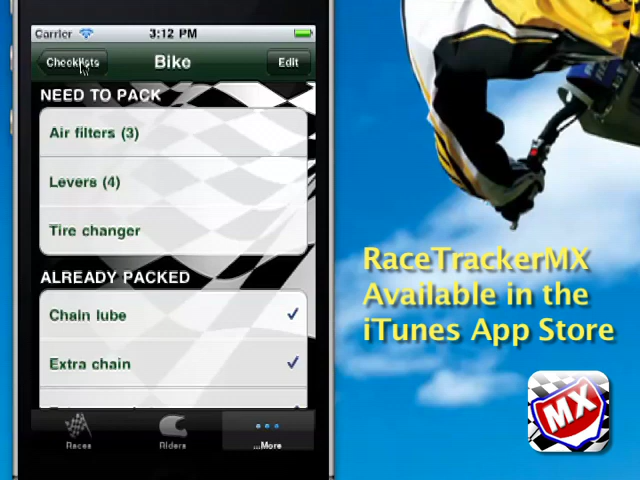 Carrier 3:12 PM
Checklists Bike Edit
NEED TO PACK
Air filters (3)
Levers (4)
Tire changer
ALREADY PACKED
Chain lube ✓
Extra chain ✓
Races Riders ...More
RaceTrackerMX
Available in the
iTunes App Store
MX